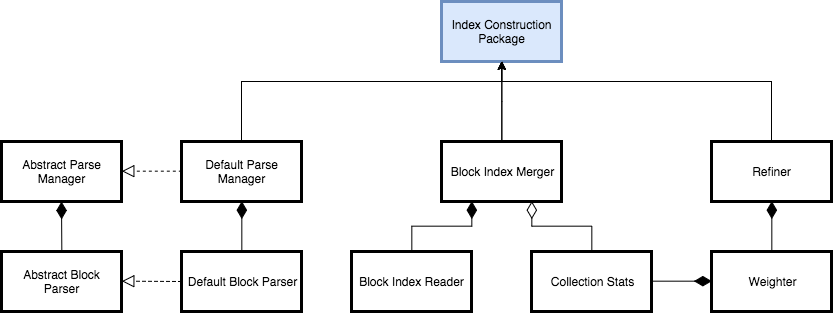 Index Construction
Package
Abstract Parse
Manager
Default Parse
Manager
Block Index Merger
Refiner
Abstract Block
Parser
Default Block Parser
Block Index Reader
Collection Stats
Weighter